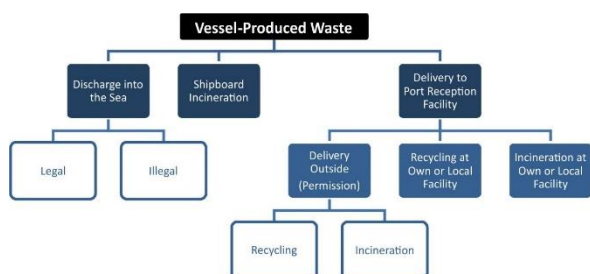 Vessel-Produced Waste
Discharge into
the Sea
Shipboard
Incineration
Delivery to
Port Reception
Facility
Legal
Illegal
Delivery
Outside
(Permission)
Recycling at
Own or Local
Facility
Incineration at
Own or Local
Facility
Recycling
Incineration